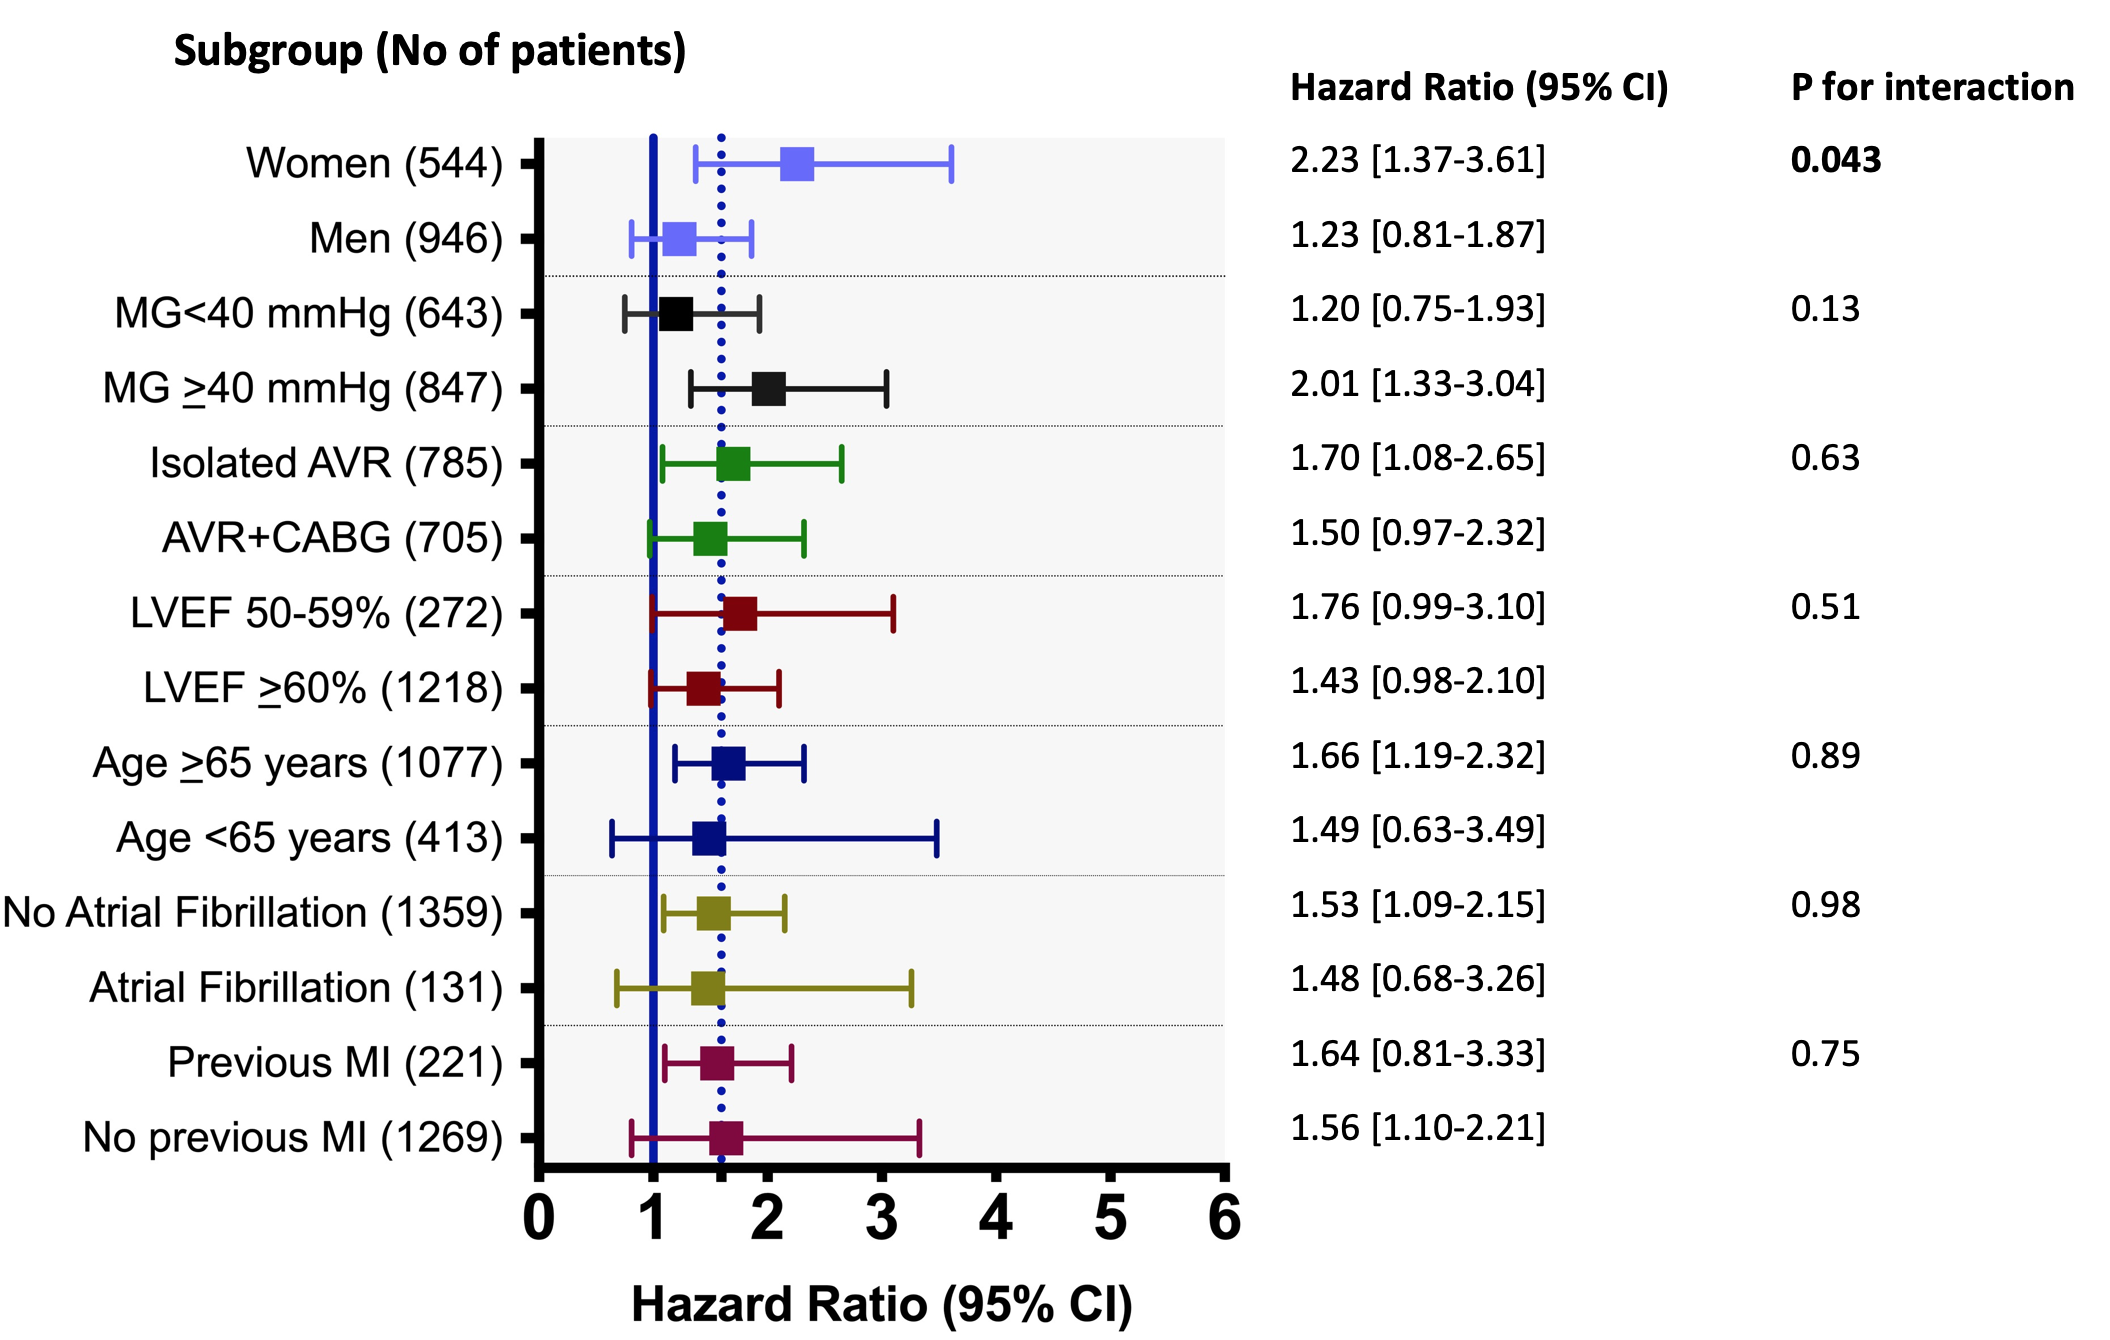 Subgroup (No of patients)
Hazard Ratio (95% CI) P for interaction
Women (544) 2.23 [1.37-3.61] 0.043
Men (946) 1.23 [0.81-1.87]
MG<40 mmHg (643) 1.20 [0.75-1.93] 0.13
MG ≥40 mmHg (847) 2.01 [1.33-3.04]
Isolated AVR (785) 1.70 [1.08-2.65] 0.63
AVR+CABG (705) 1.50 [0.97-2.32]
LVEF 50-59% (272) 1.76 [0.99-3.10] 0.51
LVEF ≥60% (1218) 1.43 [0.98-2.10]
Age ≥65 years (1077) 1.66 [1.19-2.32] 0.89
Age <65 years (413) 1.49 [0.63-3.49]
No Atrial Fibrillation (1359) 1.53 [1.09-2.15] 0.98
Atrial Fibrillation (131) 1.48 [0.68-3.26]
Previous MI (221) 1.64 [0.81-3.33] 0.75
No previous MI (1269) 1.56 [1.10-2.21]
0 1 2 3 4 5 6
Hazard Ratio (95% CI)